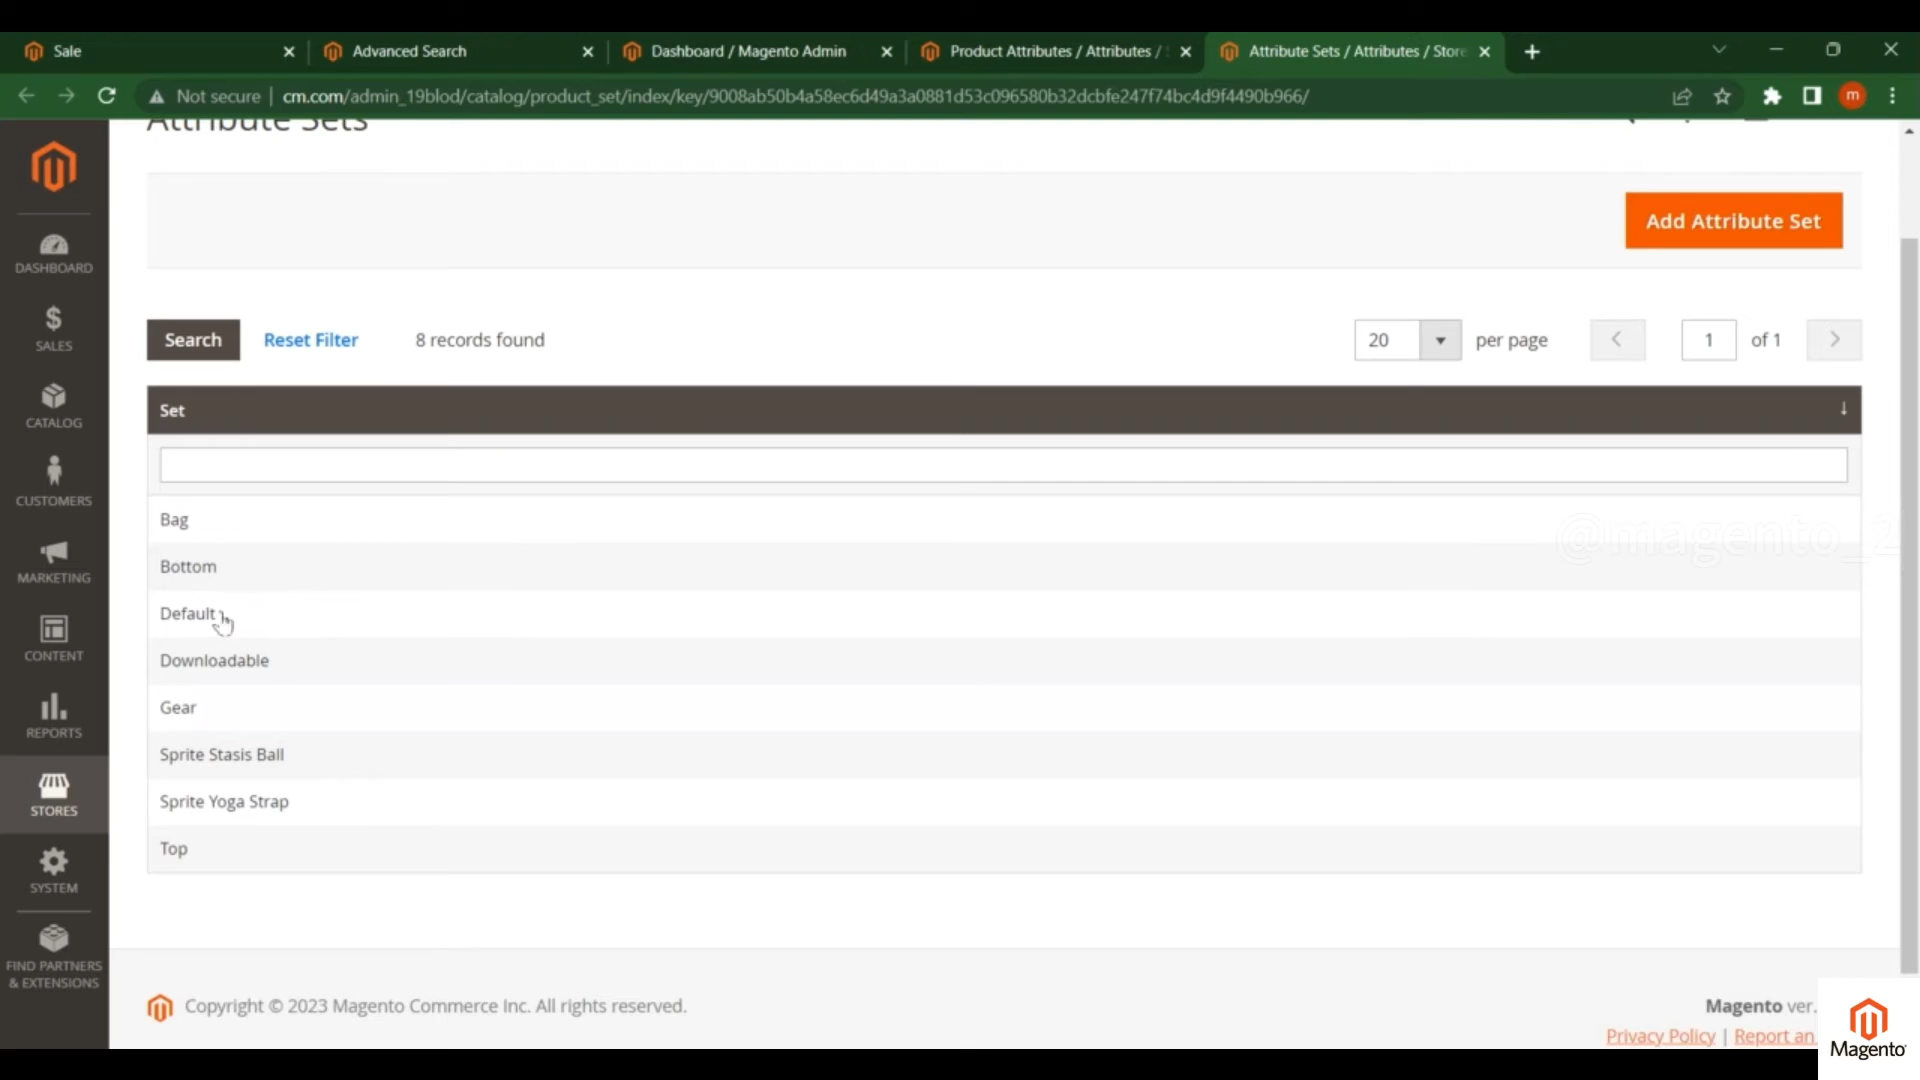 Sale
Advanced Search
Dashboard / Magento Admin
Product Attributes / Attributes /
Attribute Sets / Attributes / Store
Not secure
cm.com/admin_19blod/catalog/product_set/index/key/9008ab50b4a58ec6d49a3a0881d53c096580b32dcbfe247f74bc4d9f4490b966/
m
Attribute Sets
Add Attribute Set
DASHBOARD
SALES
CATALOG
CUSTOMERS
MARKETING
CONTENT
REPORTS
STORES
SYSTEM
FIND PARTNERS
& EXTENSIONS
Search
Reset Filter
8 records found
20
per page
1
of 1
Set
Bag
Bottom
Default
Downloadable
Gear
Sprite Stasis Ball
Sprite Yoga Strap
Top
@magento_2
Copyright © 2023 Magento Commerce Inc. All rights reserved.
Magento ver.
Privacy Policy | Report an
Magento